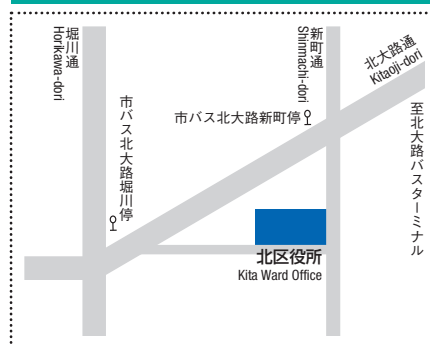 堀川通
Horikawa-dori
新町通
Shinmachi-dori
北大路通
Kitaoji-dori
市バス北大路新町停
市バス北大路堀川停
至北大路バスターミナル
北区役所
Kita Ward Office